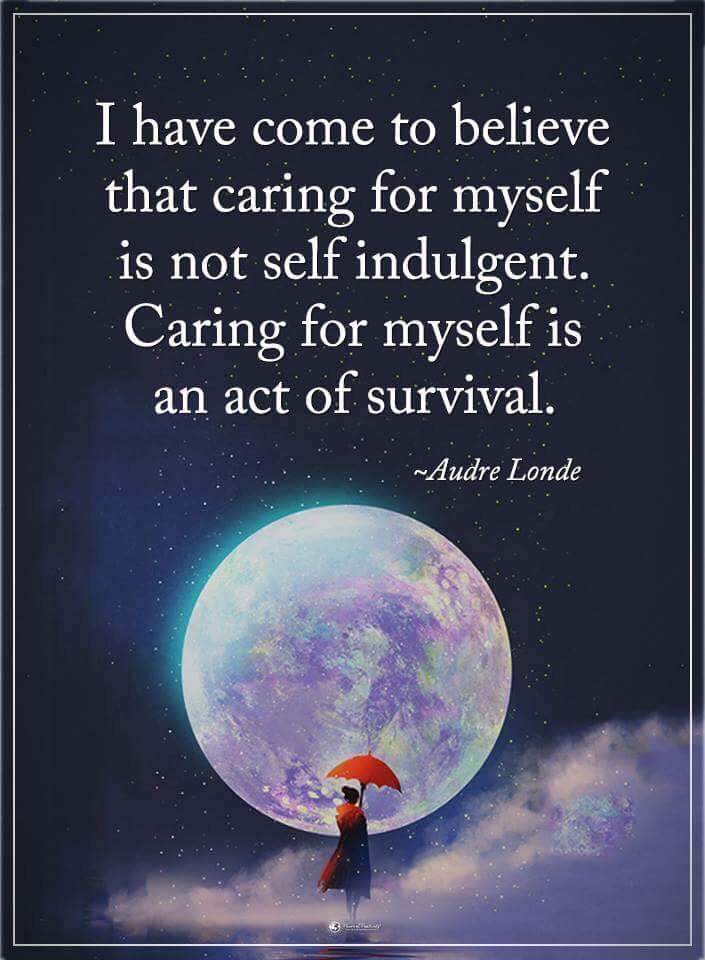 I have come to believe
that caring for myself
is not self indulgent.
Caring for myself is
an act of survival.
~Audre Londe